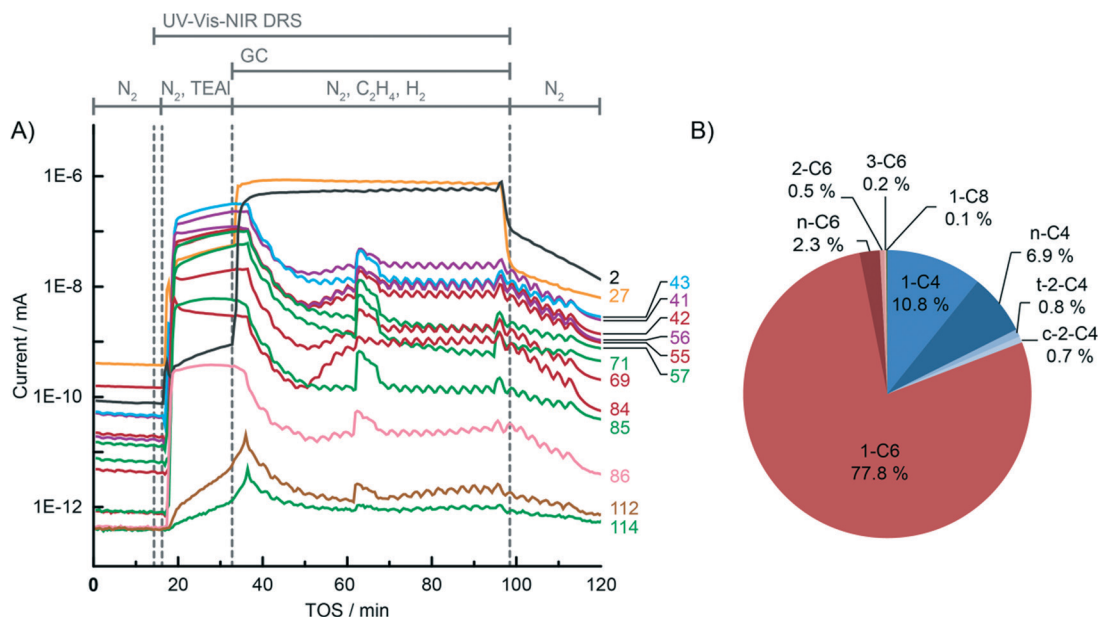 UV-Vis-NIR DRS
GC
N₂
N₂, TEAl
N₂, C₂H₄, H₂
N₂
A)
Current / mA
1E-6
1E-8
1E-10
1E-12
0
20
40
60
80
100
120
TOS / min
2
27
43
41
42
56
55
71
57
69
84
85
86
112
114
B)
3-C6
0.2 %
2-C6
0.5 %
1-C8
0.1 %
n-C6
2.3 %
n-C4
6.9 %
1-C4
10.8 %
t-2-C4
0.8 %
c-2-C4
0.7 %
1-C6
77.8 %